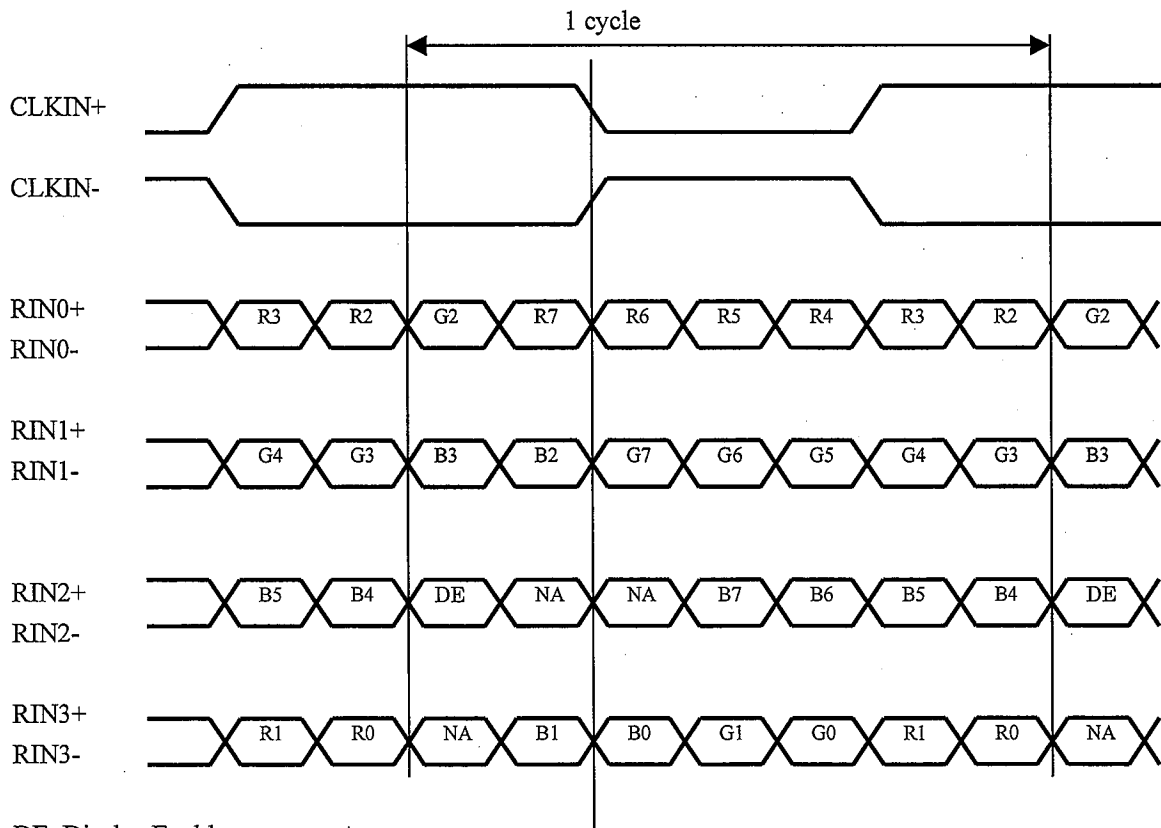 1 cycle
CLKIN+
CLKIN-
RIN0+ R3 R2 G2 R7 R6 R5 R4 R3 R2 G2
RIN0-
RIN1+ G4 G3 B3 B2 G7 G6 G5 G4 G3 B3
RIN1-
RIN2+ B5 B4 DE NA NA B7 B6 B5 B4 DE
RIN2-
RIN3+ R1 R0 NA B1 B0 G1 G0 R1 R0 NA
RIN3-